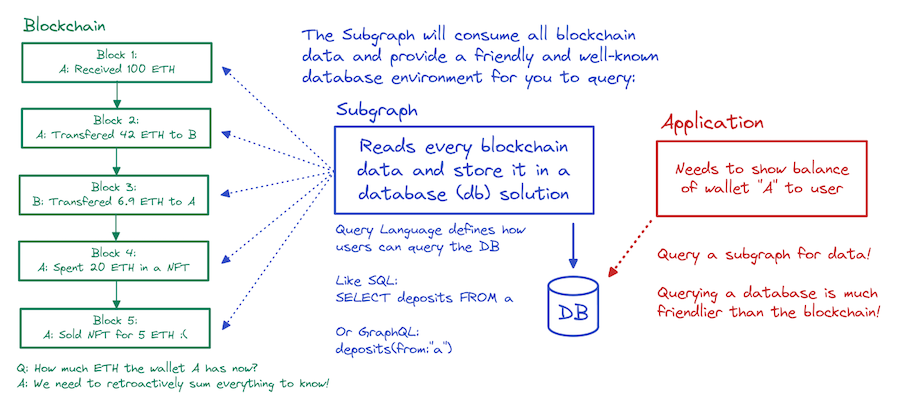 Blockchain
Block 1:
A: Received 100 ETH
Block 2:
A: Transfered 42 ETH to B
Block 3:
B: Transfered 6.9 ETH to A
Block 4:
A: Spent 20 ETH in a NFT
Block 5:
A: Sold NFT for 5 ETH :(
Q: How much ETH the wallet A has now?
A: We need to retroactively sum everything to know!
The Subgraph will consume all blockchain
data and provide a friendly and well-known
database environment for you to query:
Subgraph
Reads every blockchain
data and store it in a
database (db) solution
Query Language defines how
users can query the DB
Like SQL:
SELECT deposits FROM a
Or GraphQL:
deposits(from:"a")
DB
Application
Needs to show balance
of wallet "A" to user
Query a subgraph for data!
Querying a database is much
friendlier than the blockchain!